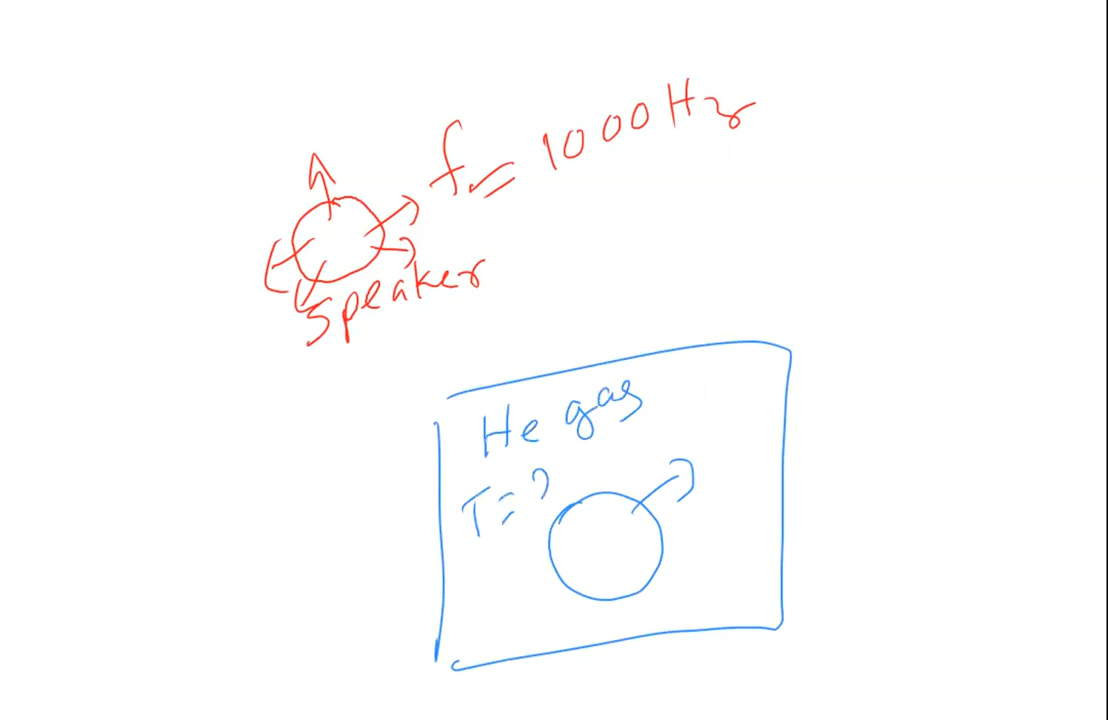 f = 1000 Hz
speaker
He gas
T = ?